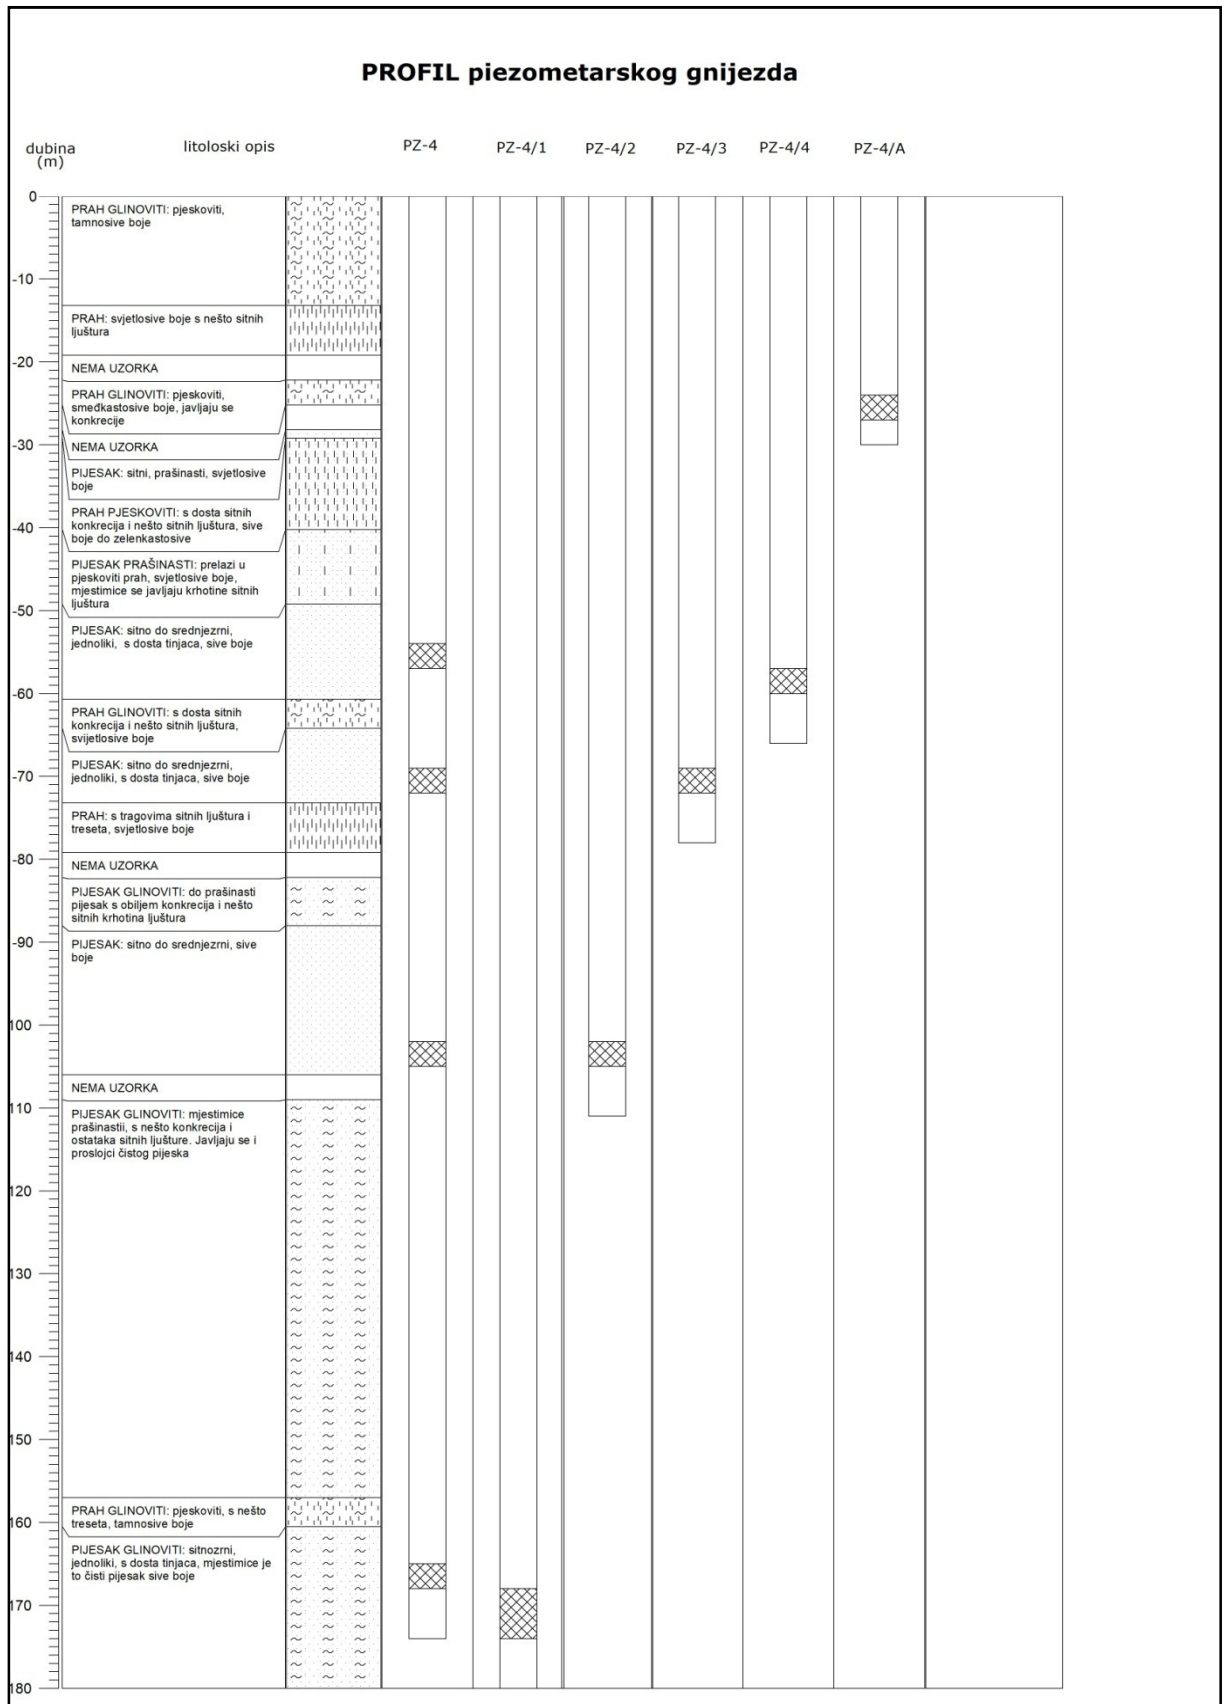 PROFIL piezometarskog gnijezda
dubina
(m)
litoloski opis
PZ-4
PZ-4/1
PZ-4/2
PZ-4/3
PZ-4/4
PZ-4/A
0
PRAH GLINOVITI: pjeskoviti,
tamnosive boje
-10
PRAH: svjetlosive boje s nešto sitnih
ljuštura
-20
NEMA UZORKA
PRAH GLINOVITI: pjeskoviti,
smeđkastosive boje, javljaju se
konkrecije
-30
NEMA UZORKA
PIJESAK: sitni, prašinasti, svjetlosive
boje
PRAH PJESKOVITI: s dosta sitnih
konkrecija i nešto sitnih ljuštura, sive
boje do zelenkastosive
-40
PIJESAK PRAŠINASTI: prelazi u
pjeskoviti prah, svjetlosive boje,
mjestimice se javljaju krhotine sitnih
ljuštura
-50
PIJESAK: sitno do srednjezrni,
jednoliki, s dosta tinjaca, sive boje
-60
PRAH GLINOVITI: s dosta sitnih
konkrecija i nešto sitnih ljuštura,
svijetlosive boje
-70
PIJESAK: sitno do srednjezrni,
jednoliki, s dosta tinjaca, sive boje
PRAH: s tragovima sitnih ljuštura i
treseta, svjetlosive boje
-80
NEMA UZORKA
PIJESAK GLINOVITI: do prašinasti
pijesak s obiljem konkrecija i nešto
sitnih krhotina ljuštura
-90
PIJESAK: sitno do srednjezrni, sive
boje
100
NEMA UZORKA
110
PIJESAK GLINOVITI: mjestimice
prašinastii, s nešto konkrecija i
ostataka sitnih ljušture. Javljaju se i
proslojci čistog pijeska
120
130
140
150
PRAH GLINOVITI: pjeskoviti, s nešto
treseta, tamnosive boje
160
PIJESAK GLINOVITI: sitnozrni,
jednoliki, s dosta tinjaca, mjestimice je
to čisti pijesak sive boje
170
180